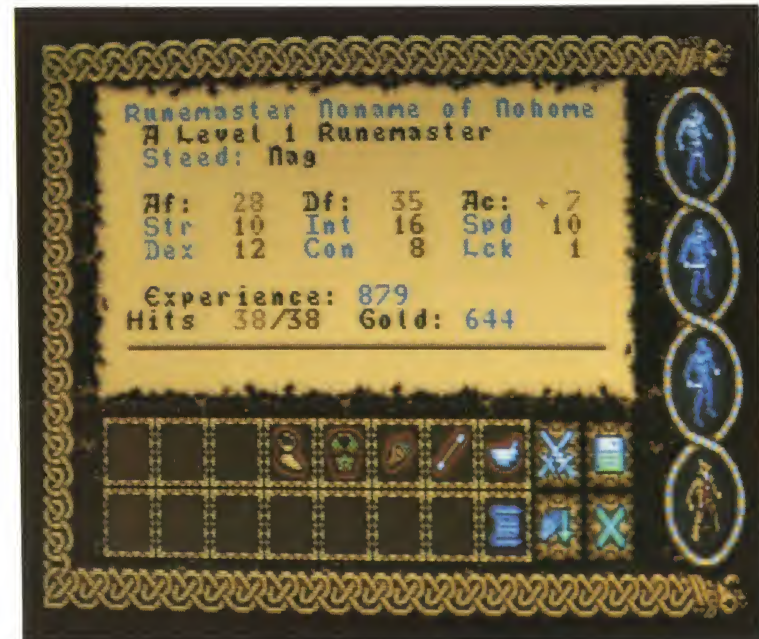 Runemaster Noname of Nohome
A Level 1 Runemaster
Steed: Nag
Af: 28 Df: 35 Ac: + 7
Str 10 Int 16 Spd 10
Dex 12 Con 8 Lck 1
Experience: 879
Hits 38/38 Gold: 644